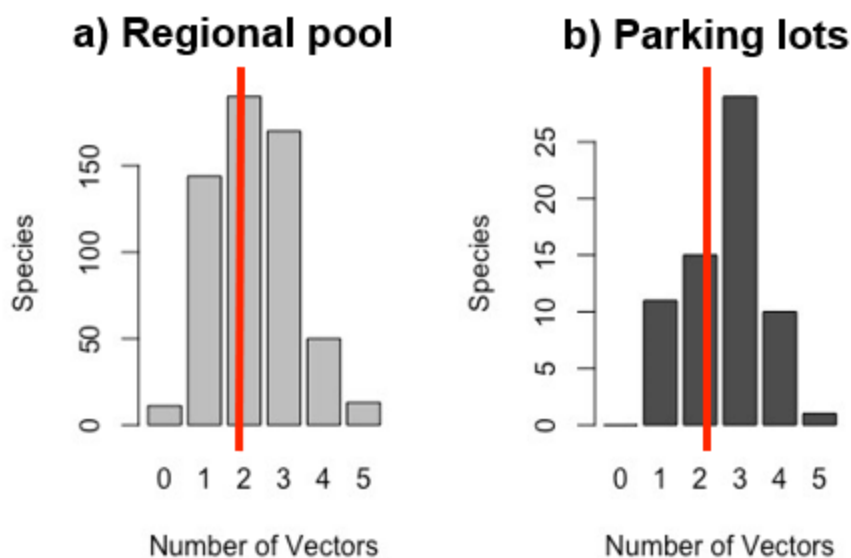 a) Regional pool
150
100
50
0
Species
0 1 2 3 4 5
Number of Vectors
b) Parking lots
25
20
15
10
5
0
Species
0 1 2 3 4 5
Number of Vectors